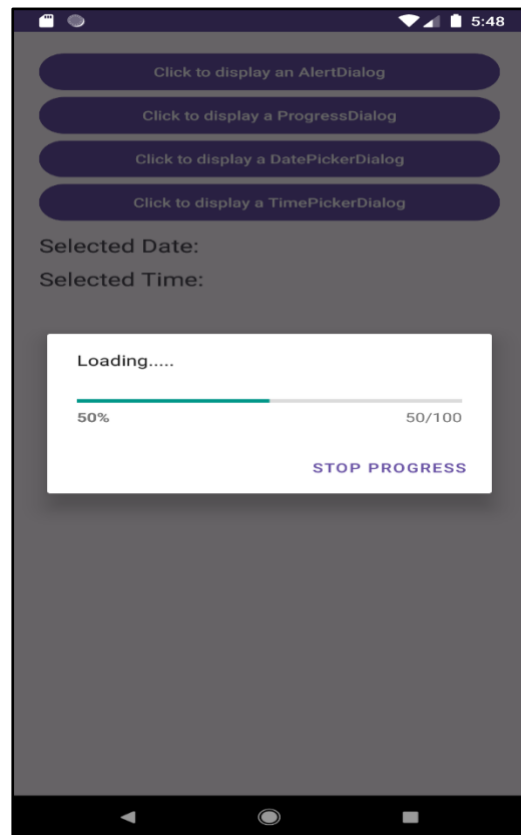 5:48
Click to display an AlertDialog
Click to display a ProgressDialog
Click to display a DatePickerDialog
Click to display a TimePickerDialog
Selected Date:
Selected Time:
Loading.....
50% 50/100
STOP PROGRESS